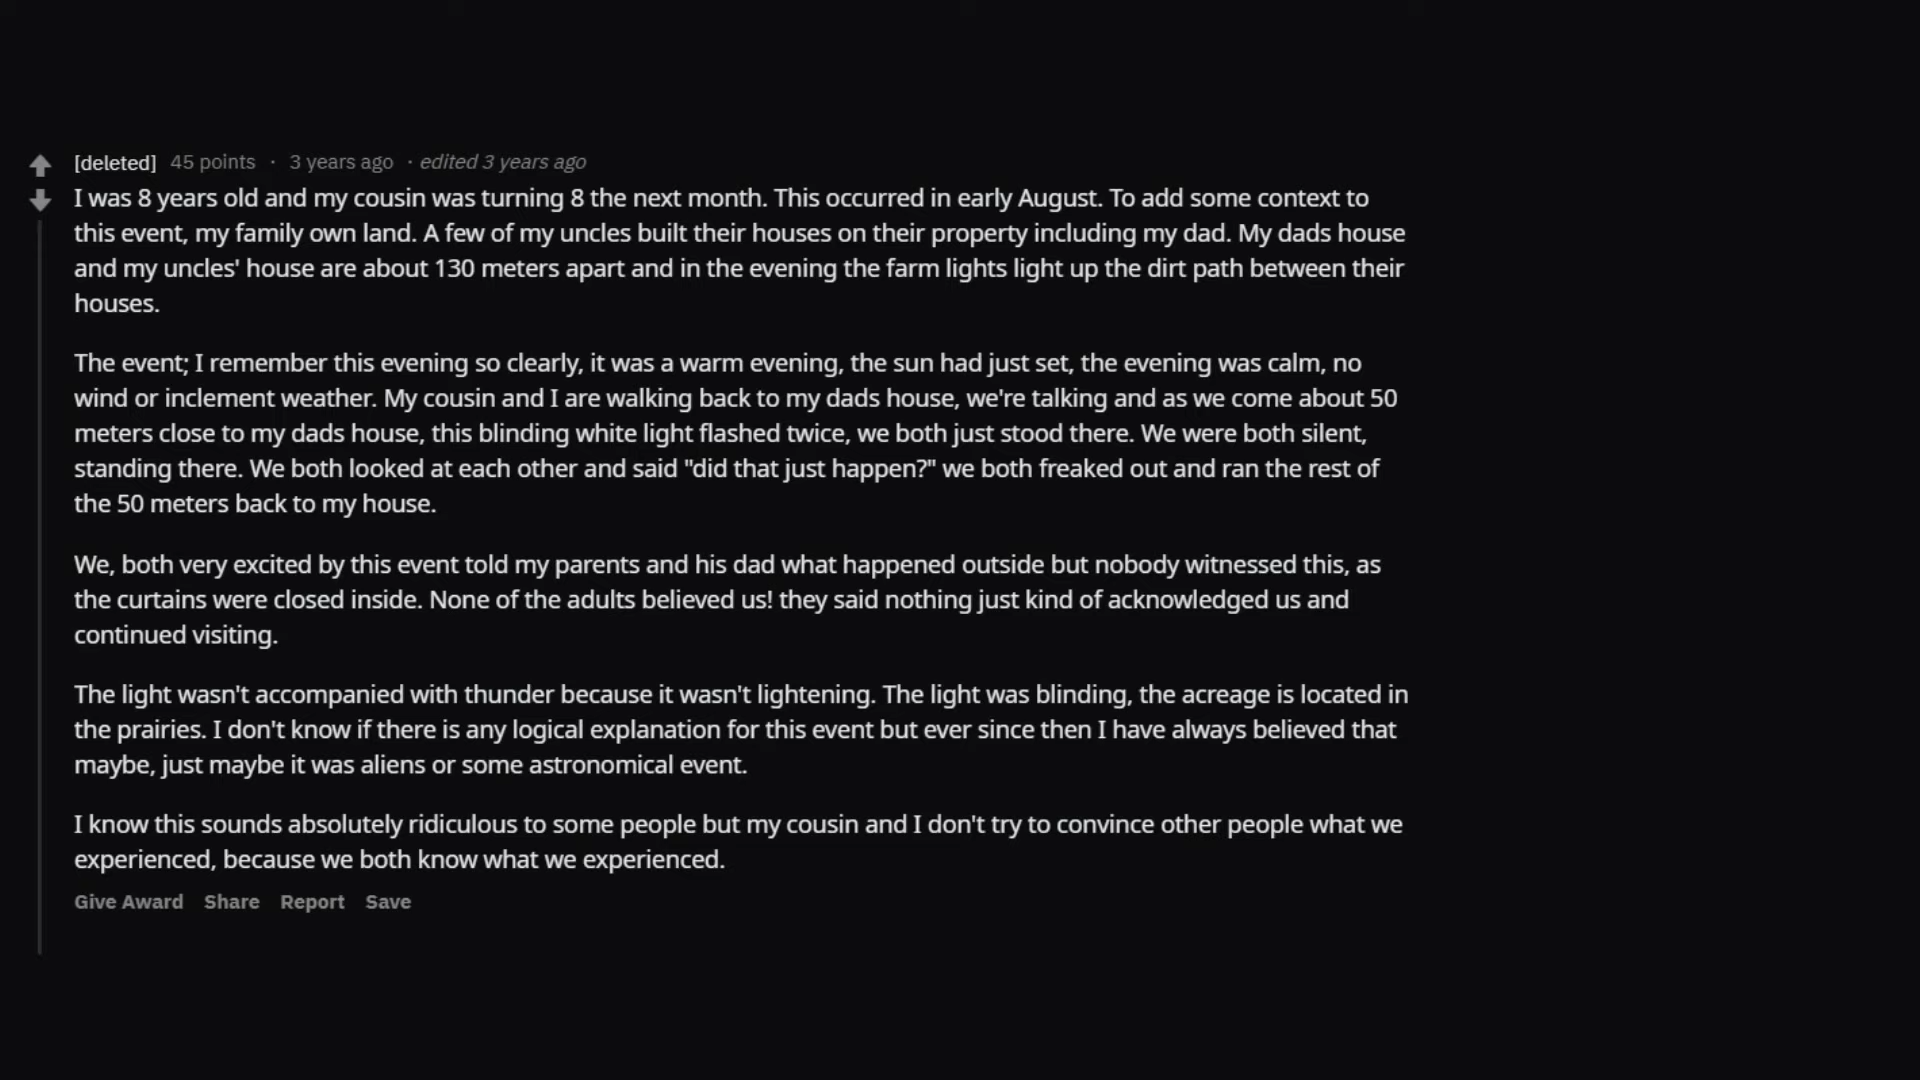 [deleted] 45 points · 3 years ago · edited 3 years ago
I was 8 years old and my cousin was turning 8 the next month. This occurred in early August. To add some context to
this event, my family own land. A few of my uncles built their houses on their property including my dad. My dads house
and my uncles' house are about 130 meters apart and in the evening the farm lights light up the dirt path between their
houses.
The event; I remember this evening so clearly, it was a warm evening, the sun had just set, the evening was calm, no
wind or inclement weather. My cousin and I are walking back to my dads house, we're talking and as we come about 50
meters close to my dads house, this blinding white light flashed twice, we both just stood there. We were both silent,
standing there. We both looked at each other and said "did that just happen?" we both freaked out and ran the rest of
the 50 meters back to my house.
We, both very excited by this event told my parents and his dad what happened outside but nobody witnessed this, as
the curtains were closed inside. None of the adults believed us! they said nothing just kind of acknowledged us and
continued visiting.
The light wasn't accompanied with thunder because it wasn't lightening. The light was blinding, the acreage is located in
the prairies. I don't know if there is any logical explanation for this event but ever since then I have always believed that
maybe, just maybe it was aliens or some astronomical event.
I know this sounds absolutely ridiculous to some people but my cousin and I don't try to convince other people what we
experienced, because we both know what we experienced.
Give Award Share Report Save